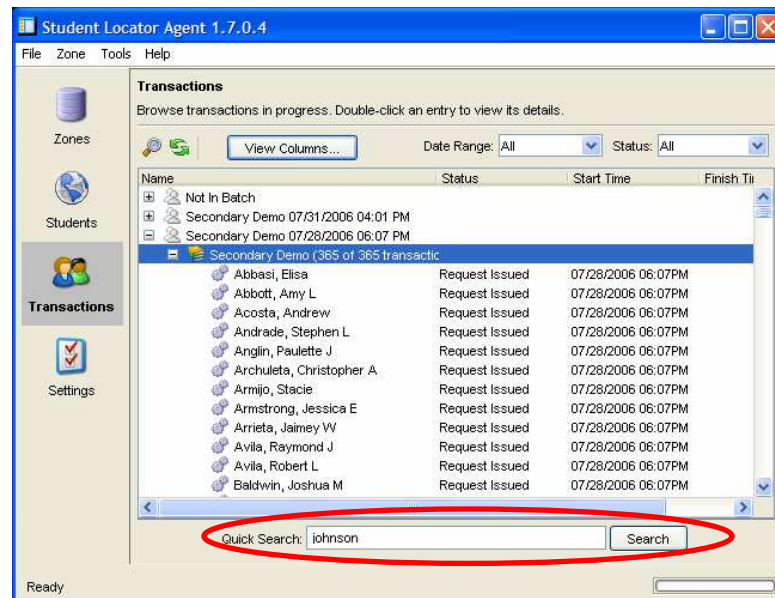 Student Locator Agent 1.7.0.4
File Zone Tools Help
Transactions
Browse transactions in progress. Double-click an entry to view its details.
View Columns... Date Range: All Status: All
Name Status Start Time Finish
Not In Batch
Secondary Demo 07/31/2006 04:01 PM
Secondary Demo 07/28/2006 06:07 PM
Secondary Demo (365 of 365 transactic
Abbasi, Elisa Request Issued 07/28/2006 06:07PM
Abbott, Amy L Request Issued 07/28/2006 06:07PM
Acosta, Andrew Request Issued 07/28/2006 06:07PM
Andrade, Stephen L Request Issued 07/28/2006 06:07PM
Anglin, Paulette J Request Issued 07/28/2006 06:07PM
Archuleta, Christopher A Request Issued 07/28/2006 06:07PM
Armijo, Stacie Request Issued 07/28/2006 06:07PM
Armstrong, Jessica E Request Issued 07/28/2006 06:07PM
Arrieta, Jaimey W Request Issued 07/28/2006 06:07PM
Avila, Raymond J Request Issued 07/28/2006 06:07PM
Avila, Robert L Request Issued 07/28/2006 06:07PM
Baldwin, Joshua M Request Issued 07/28/2006 06:07PM
Quick Search: johnson Search
Zones
Students
Transactions
Settings
Ready